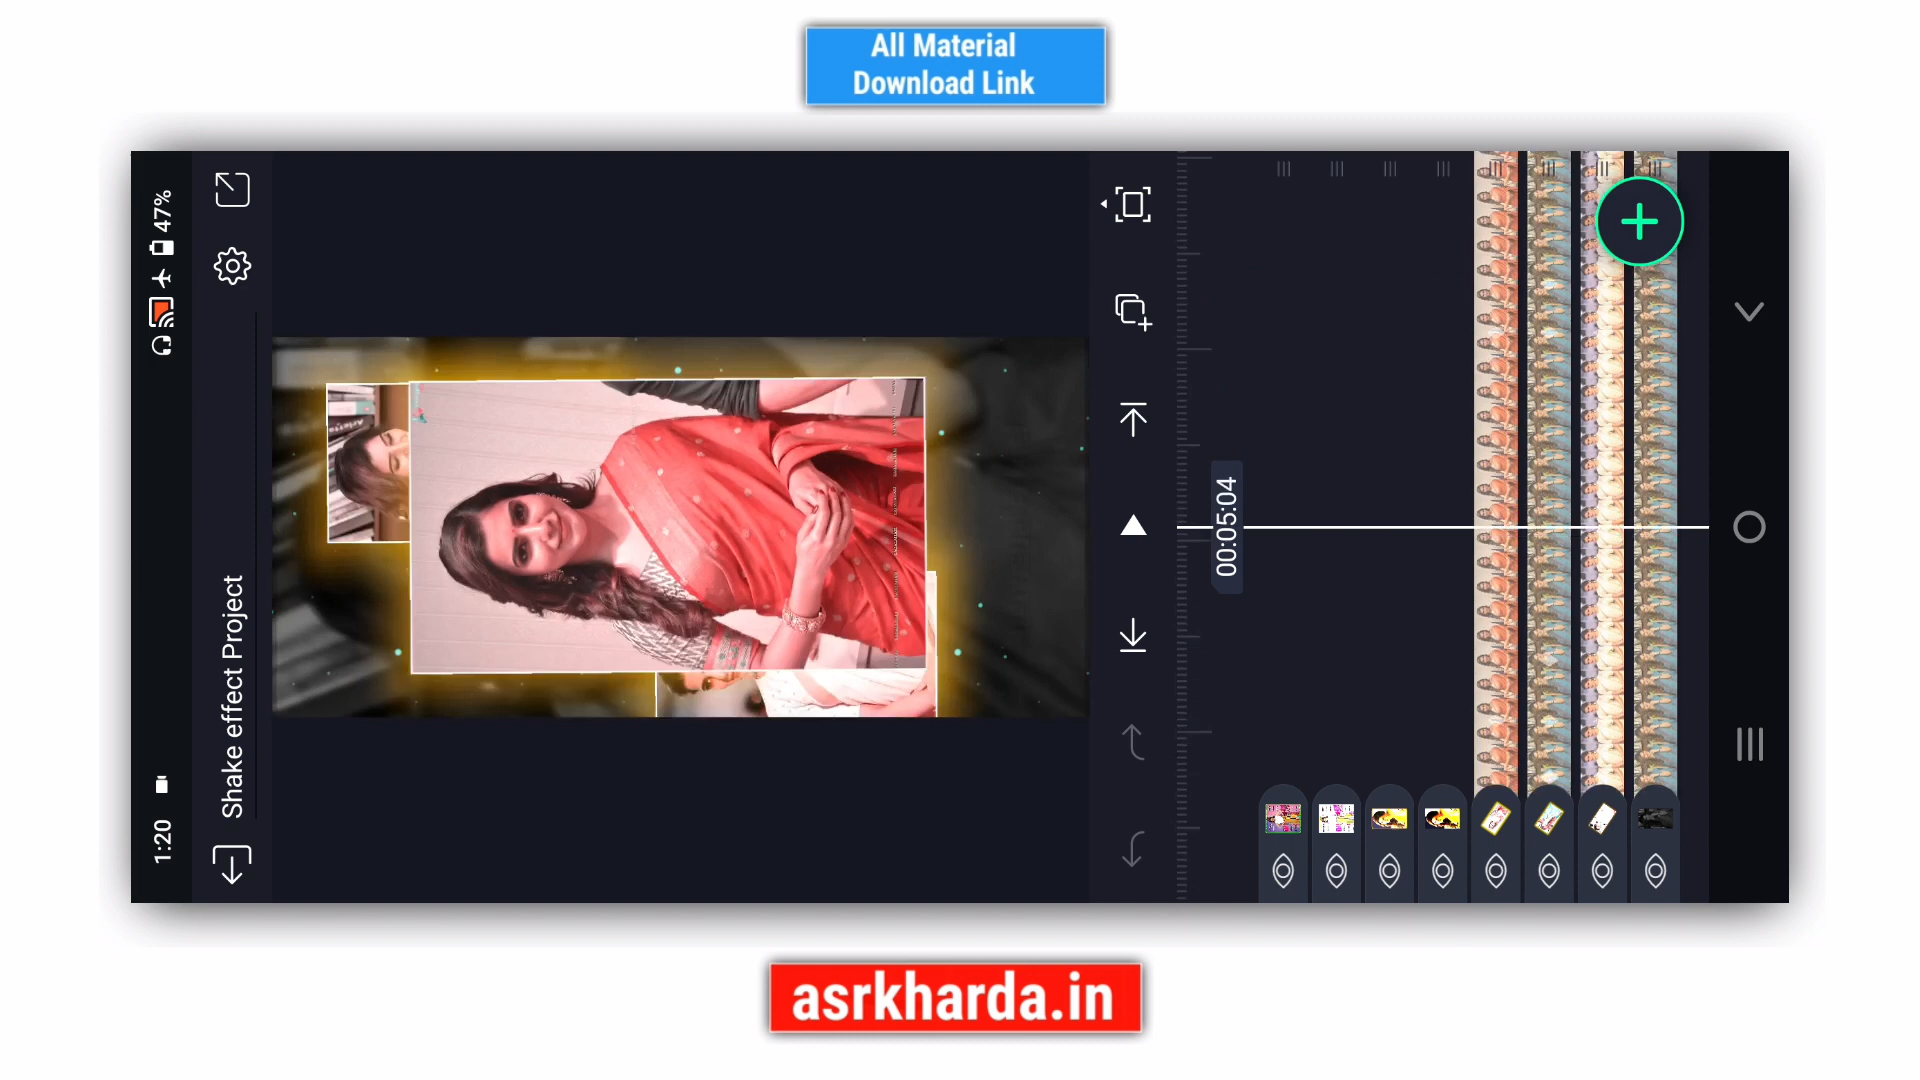 All Material
Download Link
1:20
47%
Shake effect Project
00:05:04
asrkharda.in